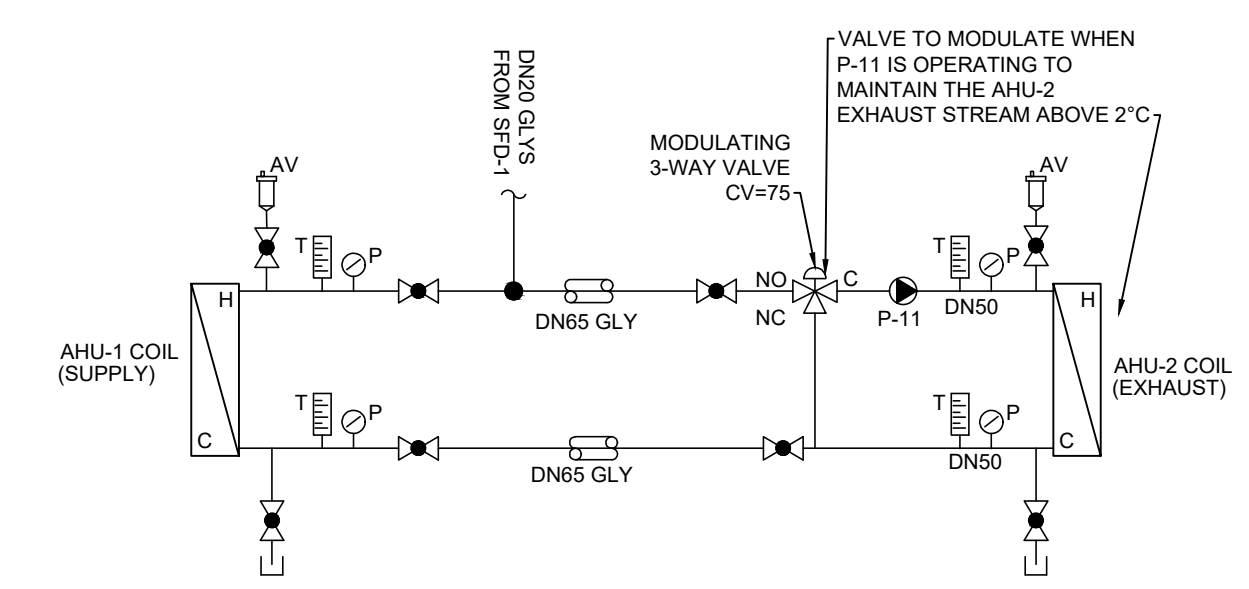 VALVE TO MODULATE WHEN
P-11 IS OPERATING TO
MAINTAIN THE AHU-2
EXHAUST STREAM ABOVE 2°C
DN20 GLYS
FROM SFD-1
MODULATING
3-WAY VALVE
CV=75
AV
AV
T
P
T
P
NO
C
H
H
DN65 GLY
NC
P-11
DN50
AHU-1 COIL
(SUPPLY)
AHU-2 COIL
(EXHAUST)
T
P
T
P
C
C
DN65 GLY
DN50